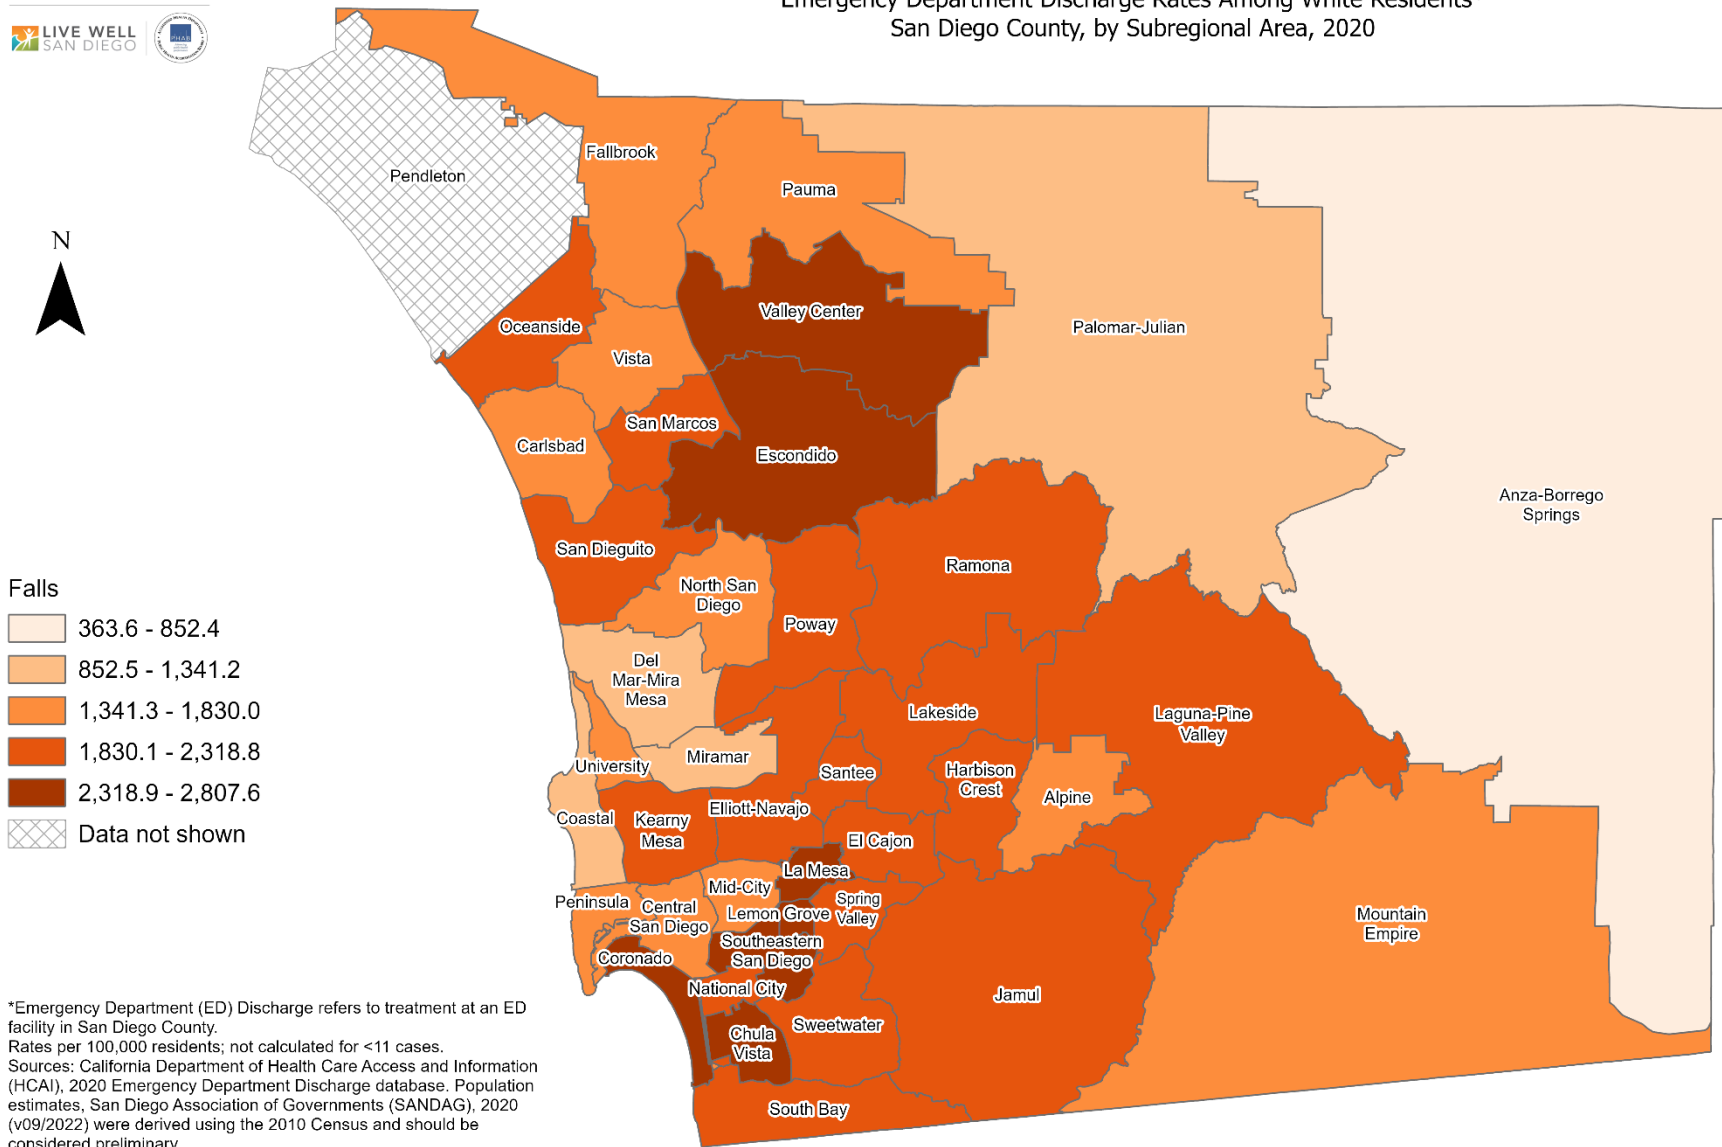 Emergency Department Discharge Rates Among White Residents
San Diego County, by Subregional Area, 2020
LIVE WELL
SAN DIEGO
PHAB
N
Pendleton
Fallbrook
Pauma
Valley Center
Oceanside
Vista
Palomar-Julian
San Marcos
Carlsbad
Escondido
Anza-Borrego
Springs
San Dieguito
Ramona
North San
Diego
Poway
Del
Mar-Mira
Mesa
Lakeside
Laguna-Pine
Valley
Miramar
University
Santee
Harbison
Crest
Alpine
Elliott-Navajo
Coastal
Kearny
Mesa
El Cajon
La Mesa
Mid-City
Peninsula
Central
San Diego
Lemon Grove
Spring
Valley
Mountain
Empire
Southeastern
San Diego
Coronado
National City
Jamul
Sweetwater
Chula
Vista
South Bay
Falls
363.6 - 852.4
852.5 - 1,341.2
1,341.3 - 1,830.0
1,830.1 - 2,318.8
2,318.9 - 2,807.6
Data not shown
*Emergency Department (ED) Discharge refers to treatment at an ED
facility in San Diego County.
Rates per 100,000 residents; not calculated for <11 cases.
Sources: California Department of Health Care Access and Information
(HCAI), 2020 Emergency Department Discharge database. Population
estimates, San Diego Association of Governments (SANDAG), 2020
(v09/2022) were derived using the 2010 Census and should be
considered preliminary.